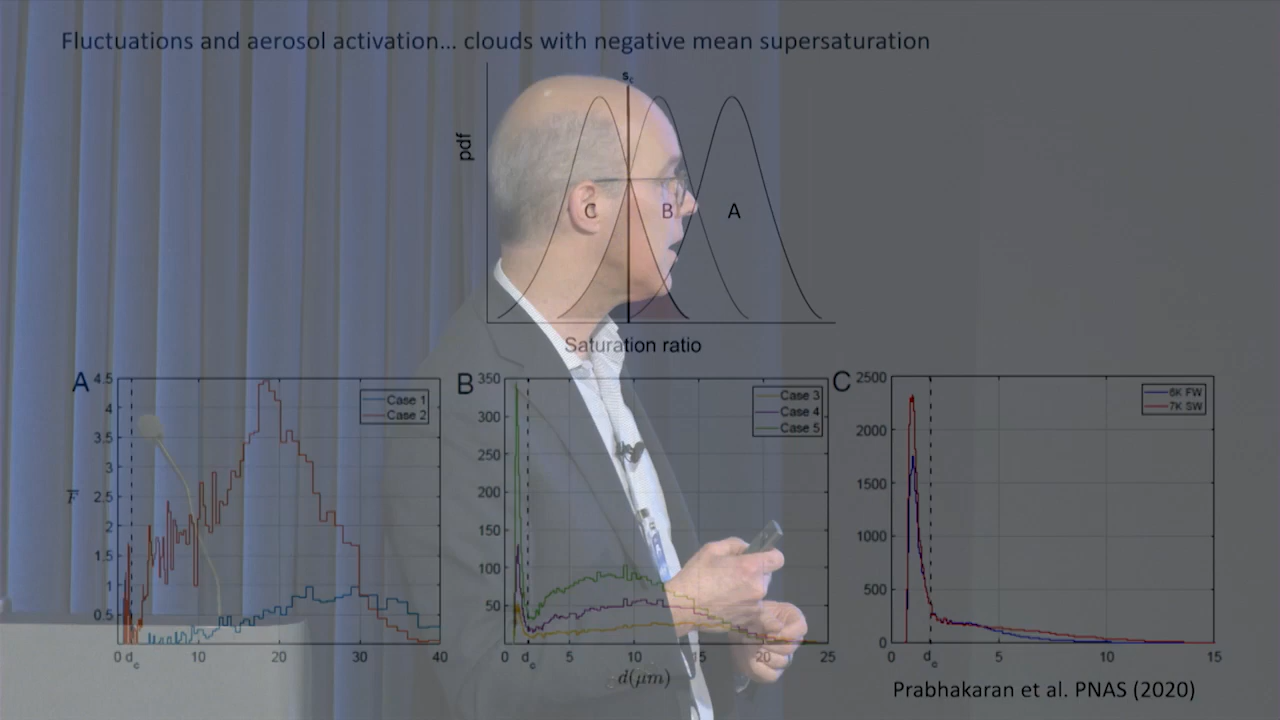 Fluctuations and aerosol activation... clouds with negative mean supersaturation
s_c
pdf
C
B
A
Saturation ratio
A
4.5
4
3.5
3
2.5
2
1.5
1
0.5
F
Case 1
Case 2
0 d_c 10 20 30 40
B
350
300
250
200
150
100
50
Case 3
Case 4
Case 5
0 d_c 5 10 15 20 25
d(μm)
C
2500
2000
1500
1000
500
0
6K FW
7K SW
0 d_c 5 10 15
Prabhakaran et al. PNAS (2020)